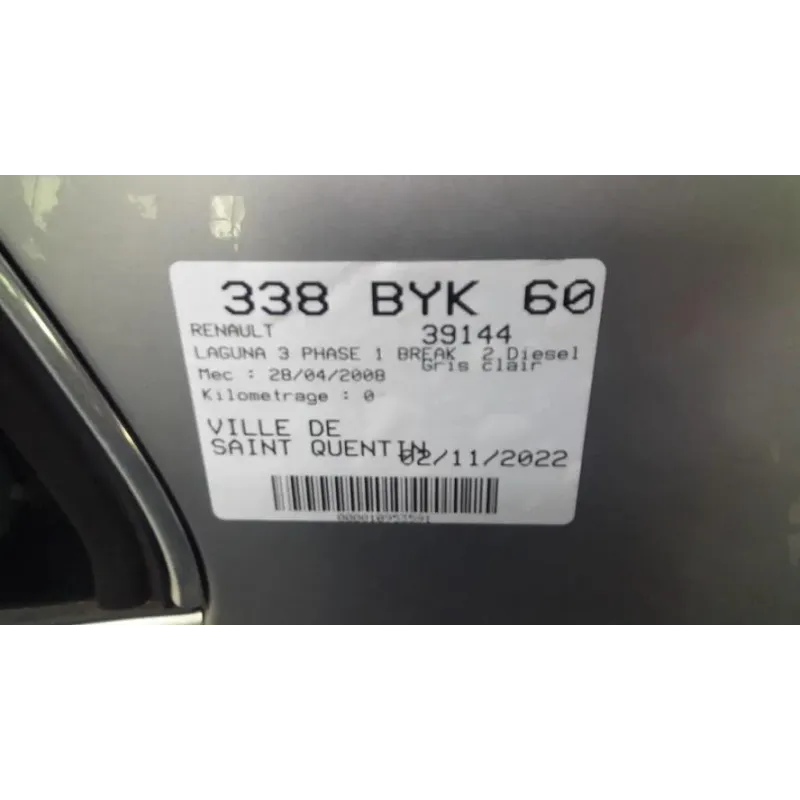 338 BYK 60
RENAULT 39144
LAGUNA 3 PHASE 1 BREAK 2 Diesel
Gris clair
Mec : 28/04/2008
Kilometrage : 0
VILLE DE
SAINT QUENTIN
02/11/2022